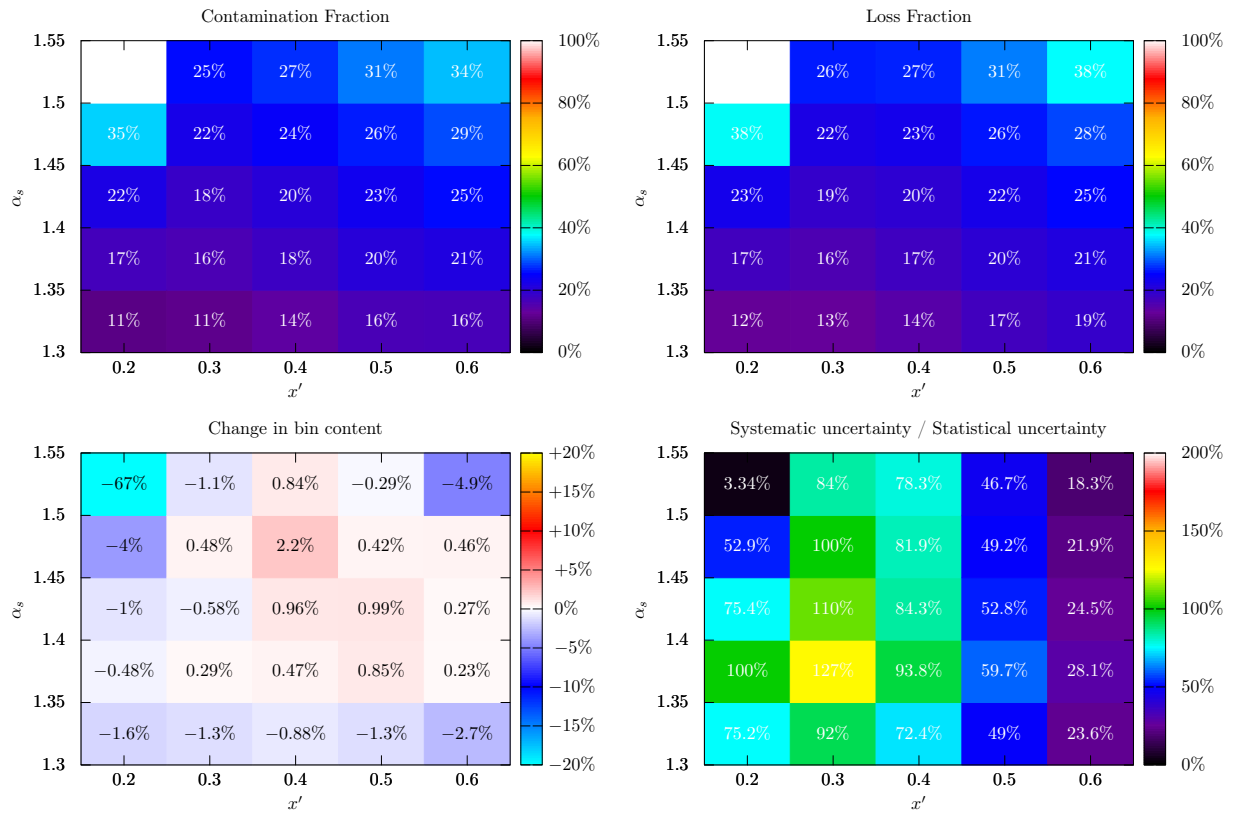 Contamination Fraction
1.55
1.5
1.45
1.4
1.35
1.3
αs
25% 27% 31% 34%
35% 22% 24% 26% 29%
22% 18% 20% 23% 25%
17% 16% 18% 20% 21%
11% 11% 14% 16% 16%
0.2 0.3 0.4 0.5 0.6
x′
100%
80%
60%
40%
20%
0%
Loss Fraction
1.55
1.5
1.45
1.4
1.35
1.3
αs
26% 27% 31% 38%
38% 22% 23% 26% 28%
23% 19% 20% 22% 25%
17% 16% 17% 20% 21%
12% 13% 14% 17% 19%
0.2 0.3 0.4 0.5 0.6
x′
100%
80%
60%
40%
20%
0%
Change in bin content
1.55
1.5
1.45
1.4
1.35
1.3
αs
−67% −1.1% 0.84% −0.29% −4.9%
−4% 0.48% 2.2% 0.42% 0.46%
−1% −0.58% 0.96% 0.99% 0.27%
−0.48% 0.29% 0.47% 0.85% 0.23%
−1.6% −1.3% −0.88% −1.3% −2.7%
0.2 0.3 0.4 0.5 0.6
x′
+20%
+15%
+10%
+5%
0%
−5%
−10%
−15%
−20%
Systematic uncertainty / Statistical uncertainty
1.55
1.5
1.45
1.4
1.35
1.3
αs
3.34% 84% 78.3% 46.7% 18.3%
52.9% 100% 81.9% 49.2% 21.9%
75.4% 110% 84.3% 52.8% 24.5%
100% 127% 93.8% 59.7% 28.1%
75.2% 92% 72.4% 49% 23.6%
0.2 0.3 0.4 0.5 0.6
x′
200%
150%
100%
50%
0%